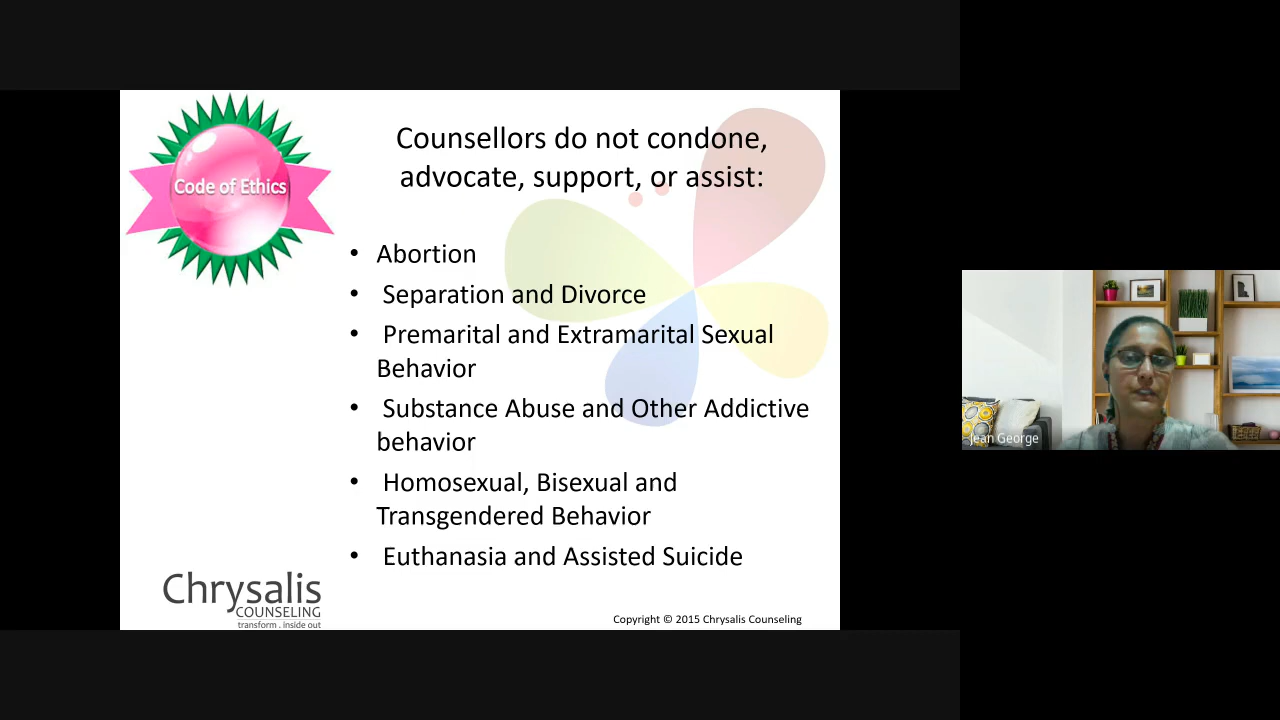 Code of Ethics
Counsellors do not condone,
advocate, support, or assist:
• Abortion
• Separation and Divorce
• Premarital and Extramarital Sexual
Behavior
• Substance Abuse and Other Addictive
behavior
• Homosexual, Bisexual and
Transgendered Behavior
• Euthanasia and Assisted Suicide
Chrysalis
COUNSELING
transform . inside out
Copyright © 2015 Chrysalis Counseling
Jean George